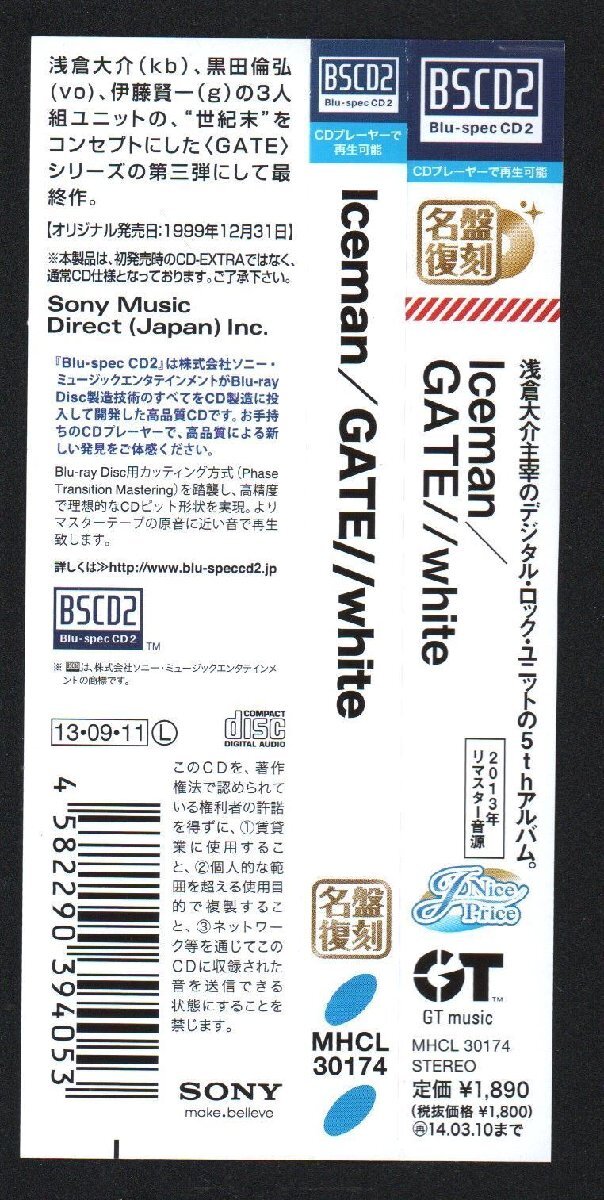 浅倉大介(kb)、黒田倫弘
(vo)、伊藤賢一(g)の3人
組ユニットの、“世紀末”を
コンセプトにした〈GATE〉
シリーズの第三弾にして最
終作。
【オリジナル発売日:1999年12月31日】
※本製品は、初発売時のCD-EXTRAではなく、
通常CD仕様となっております。ご了承下さい。
Sony Music
Direct (Japan) Inc.
『Blu-spec CD2』は株式会社ソニー・
ミュージックエンタテインメントがBlu-ray
Disc製造技術のすべてをCD製造に投
入して開発した高品質CDです。お手持
ちのCDプレーヤーで、高品質による新
しい発見をご体感ください。
Blu-ray Disc用カッティング方式(Phase
Transition Mastering)を踏襲し、高精度
で理想的なCDピット形状を実現。よりマ
スターテープの原音に近い音で再生
致します。
詳しくは≫http://www.blu-speccd2.jp
BSCD2
Blu-spec CD2
TM
※
は、株式会社ソニー・ミュージックエンタテインメ
ントの商標です。
13・09・11 Ⓛ
COMPACT
disc
DIGITAL AUDIO
4 582290 394053
このCDを、著作
権法で認められて
いる権利者の許諾
を得ずに、①賃貸
業に使用するこ
と、②個人的な範
囲を超える使用目
的で複製するこ
と、③ネットワー
ク等を通じてこの
CDに収録された
音を送信できる
状態にすることを
禁じます。
SONY
make.believe
BSCD2
Blu-spec CD2
CDプレーヤーで
再生可能
Iceman/GATE//white
名盤
復刻
MHCL
30174
BSCD2
Blu-spec CD2
CDプレーヤーで再生可能
名盤
復刻
浅倉大介主宰のデジタル・ロック・ユニットの5thアルバム。
Iceman/
GATE//white
2013年
リマスター音源
J Nice
Price
GT
TM
GT music
MHCL 30174
STEREO
定価 ¥1,890
(税抜価格 ¥1,800)
㊢14.03.10まで